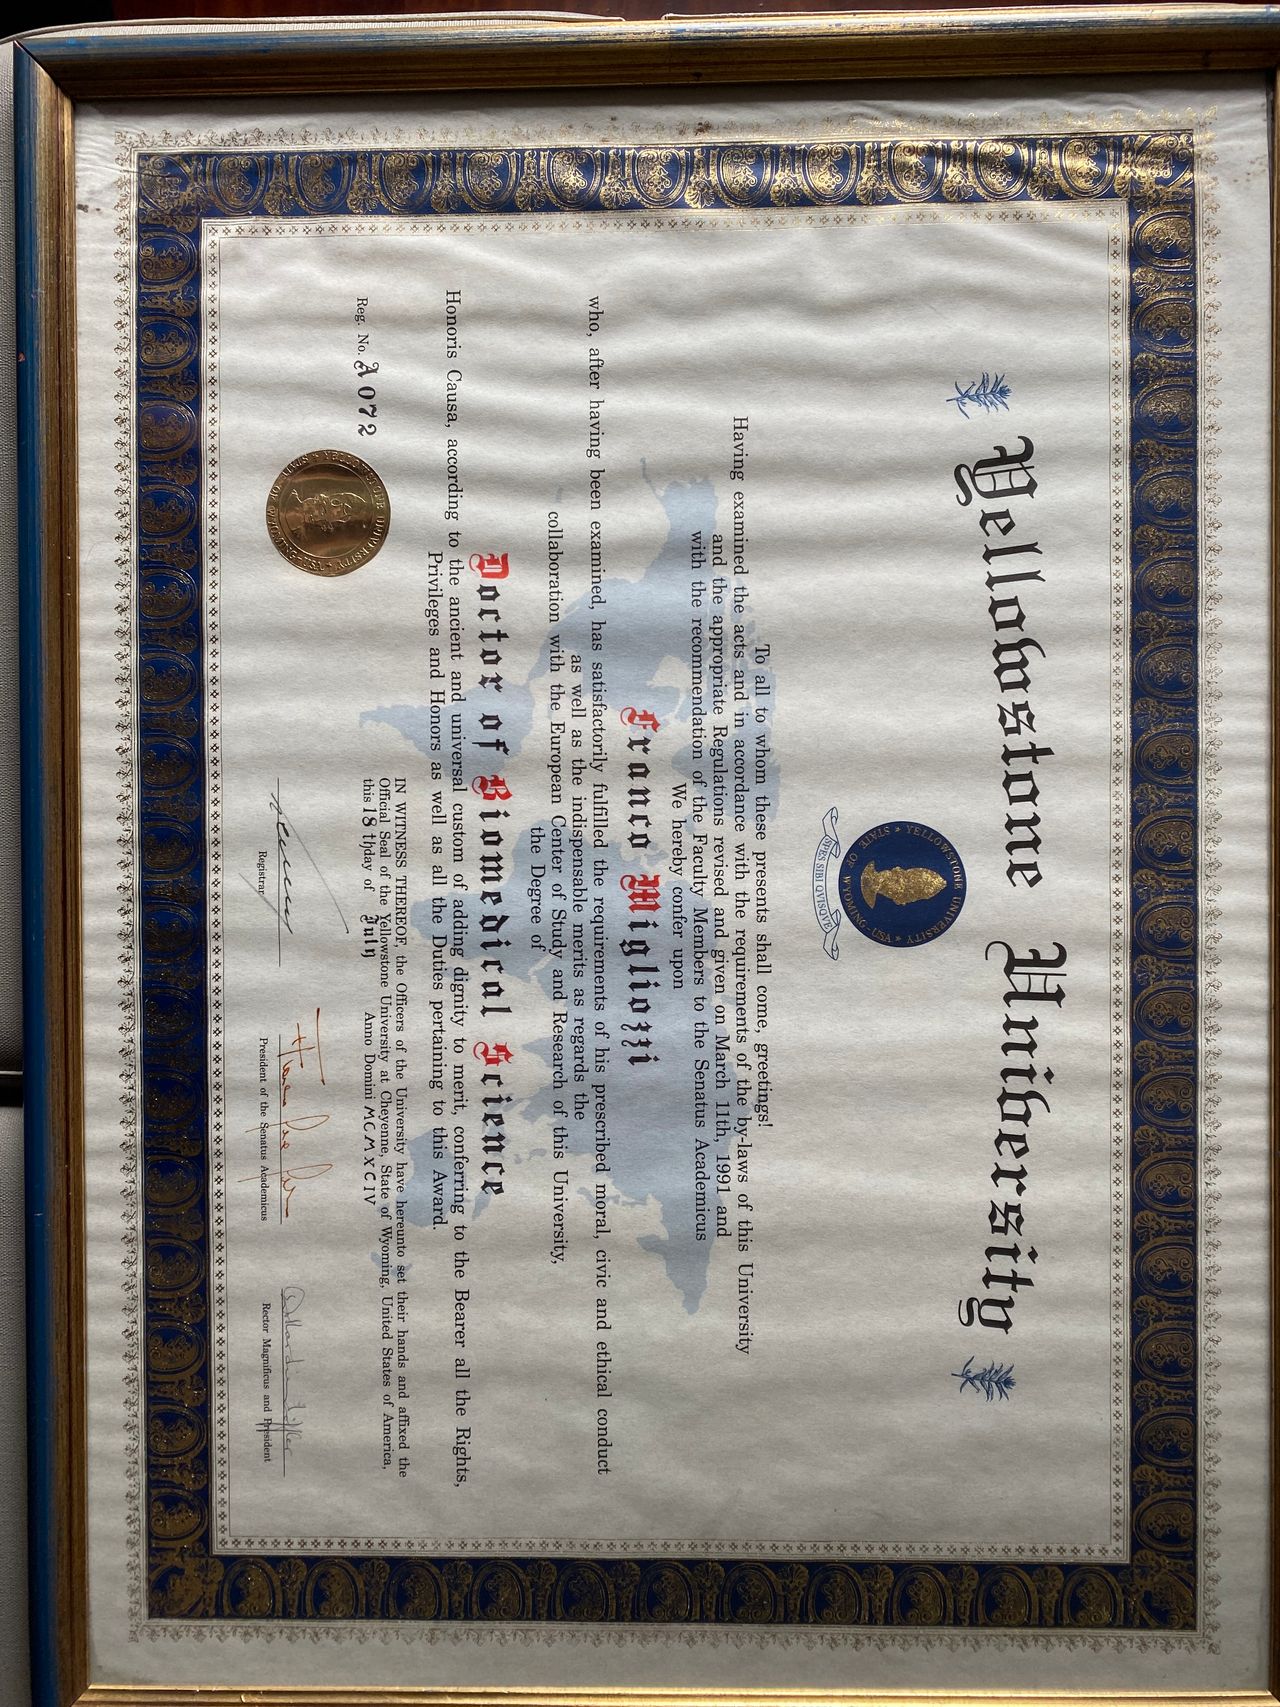 Yellowstone University
YELLOWSTONE UNIVERSITY
STATE OF WYOMING - USA
SVVS SIBI QVISQVE
To all to whom these presents shall come, greetings!
Having examined the acts and in accordance with the requirements of the by-laws of this University
and the appropriate Regulations revised and given on March 11th, 1991 and
with the recommendation of the Faculty Members to the Senatus Academicus
We hereby confer upon
Franco Migliozzi
who, after having been examined, has satisfactorily fulfilled the requirements of his prescribed moral, civic and ethical conduct
as well as the indispensable merits as regards the
collaboration with the European Center of Study and Research of this University,
the Degree of
Doctor of Biomedical Science
Honoris Causa, according to the ancient and universal custom of adding dignity to merit, conferring to the Bearer all the Rights,
Privileges and Honors as well as all the Duties pertaining to this Award.
Reg. No. A 072
IN WITNESS THEREOF, the Officers of the University have hereunto set their hands and affixed the
Official Seal of the Yellowstone University at Cheyenne, State of Wyoming, United States of America,
this 18 th day of July Anno Domini MCMXCIV
YELLOWSTONE UNIVERSITY
Registrar
President of the Senatus Academicus
Rector Magnificus and President